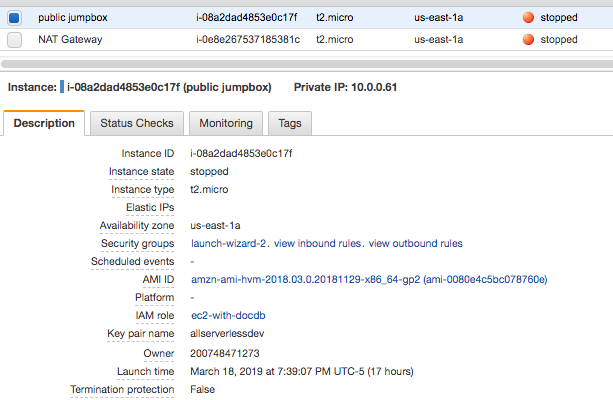 public jumpbox i-08a2dad4853e0c17f t2.micro us-east-1a stopped
NAT Gateway i-0e8e267537185381c t2.micro us-east-1a stopped
Instance: i-08a2dad4853e0c17f (public jumpbox) Private IP: 10.0.0.61
Description Status Checks Monitoring Tags
Instance ID i-08a2dad4853e0c17f
Instance state stopped
Instance type t2.micro
Elastic IPs
Availability zone us-east-1a
Security groups launch-wizard-2. view inbound rules. view outbound rules
Scheduled events -
AMI ID amzn-ami-hvm-2018.03.0.20181129-x86_64-gp2 (ami-0080e4c5bc078760e)
Platform -
IAM role ec2-with-docdb
Key pair name allserverlessdev
Owner 200748471273
Launch time March 18, 2019 at 7:39:07 PM UTC-5 (17 hours)
Termination protection False